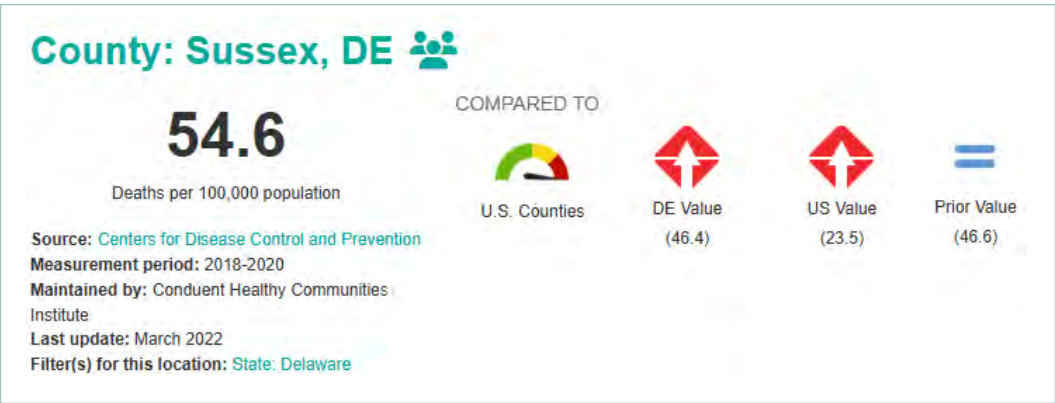 County: Sussex, DE
54.6
Deaths per 100,000 population
Source: Centers for Disease Control and Prevention
Measurement period: 2018-2020
Maintained by: Conduent Healthy Communities
Institute
Last update: March 2022
Filter(s) for this location: State: Delaware
COMPARED TO
U.S. Counties
DE Value
(46.4)
US Value
(23.5)
Prior Value
(46.6)